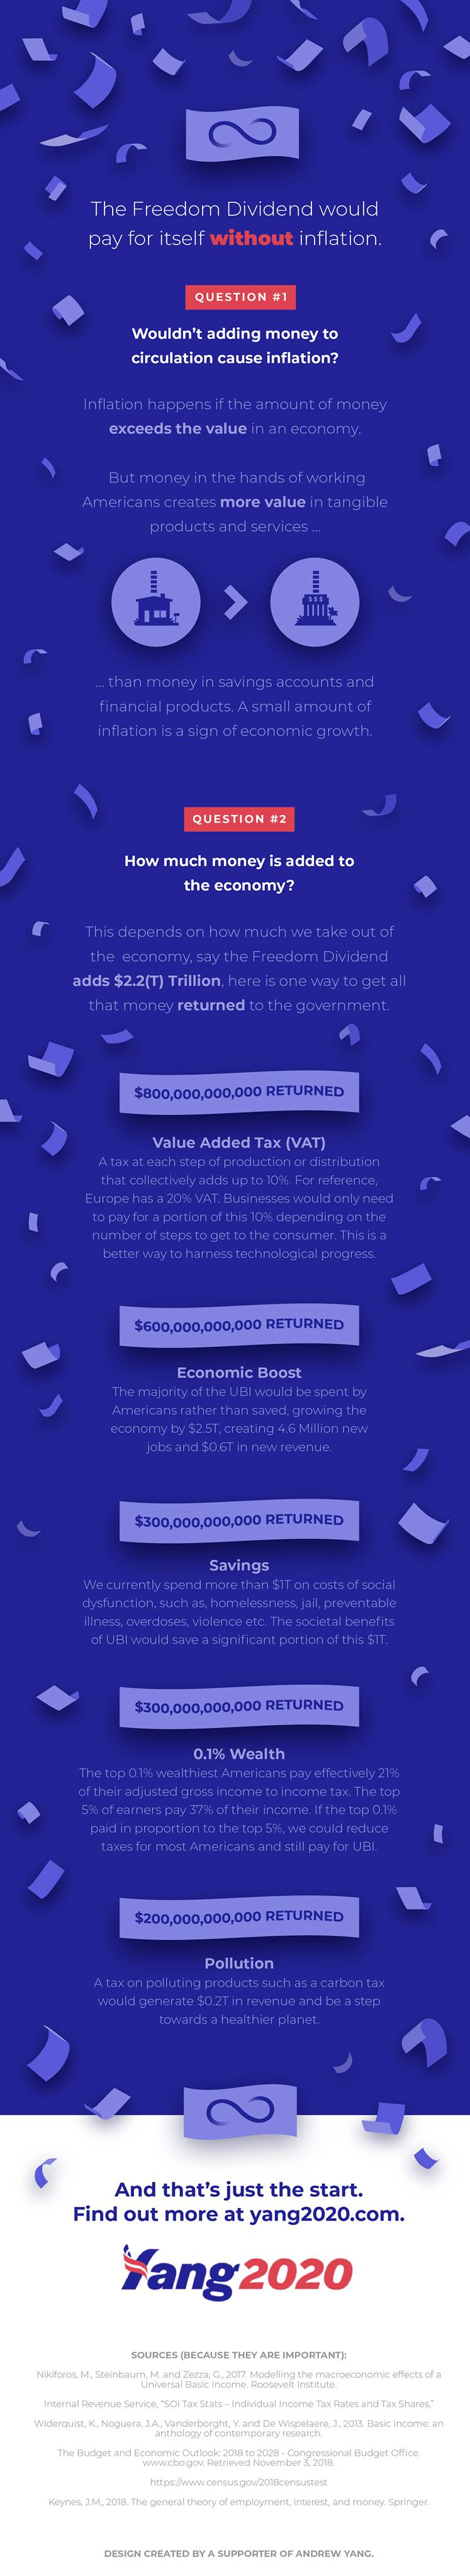 The Freedom Dividend would
pay for itself without inflation.
QUESTION #1
Wouldn't adding money to
circulation cause inflation?
Inflation happens if the amount of money
exceeds the value in an economy.
But money in the hands of working
Americans creates more value in tangible
products and services ...
$$$
... than money in savings accounts and
financial products. A small amount of
inflation is a sign of economic growth.
QUESTION #2
How much money is added to
the economy?
This depends on how much we take out of
the economy, say the Freedom Dividend
adds $2.2(T) Trillion, here is one way to get all
that money returned to the government.
$800,000,000,000 RETURNED
Value Added Tax (VAT)
A tax at each step of production or distribution
that collectively adds up to 10%. For reference,
Europe has a 20% VAT. Businesses would only need
to pay for a portion of this 10% depending on the
number of steps to get to the consumer. This is a
better way to harness technological progress.
$600,000,000,000 RETURNED
Economic Boost
The majority of the UBI would be spent by
Americans rather than saved, growing the
economy by $2.5T, creating 4.6 Million new
jobs and $0.6T in new revenue.
$300,000,000,000 RETURNED
Savings
We currently spend more than $1T on costs of social
dysfunction, such as, homelessness, jail, preventable
illness, overdoses, violence etc. The societal benefits
of UBI would save a significant portion of this $1T.
$300,000,000,000 RETURNED
0.1% Wealth
The top 0.1% wealthiest Americans pay effectively 21%
of their adjusted gross income to income tax. The top
5% of earners pay 37% of their income. If the top 0.1%
paid in proportion to the top 5%, we could reduce
taxes for most Americans and still pay for UBI.
$200,000,000,000 RETURNED
Pollution
A tax on polluting products such as a carbon tax
would generate $0.2T in revenue and be a step
towards a healthier planet.
And that's just the start.
Find out more at yang2020.com.
Yang2020
SOURCES (BECAUSE THEY ARE IMPORTANT):
Nikiforos, M., Steinbaum, M. and Zezza, G., 2017. Modelling the macroeconomic effects of a
Universal Basic Income. Roosevelt Institute.
Internal Revenue Service, "SOI Tax Stats – Individual Income Tax Rates and Tax Shares,"
Widerquist, K., Noguera, J.A., Vanderborght, Y. and De Wispelaere, J., 2013. Basic income: an
anthology of contemporary research.
The Budget and Economic Outlook: 2018 to 2028 - Congressional Budget Office.
www.cbo.gov. Retrieved November 3, 2018.
https://www.census.gov/2018censustest
Keynes, J.M., 2018. The general theory of employment, interest, and money. Springer.
DESIGN CREATED BY A SUPPORTER OF ANDREW YANG.